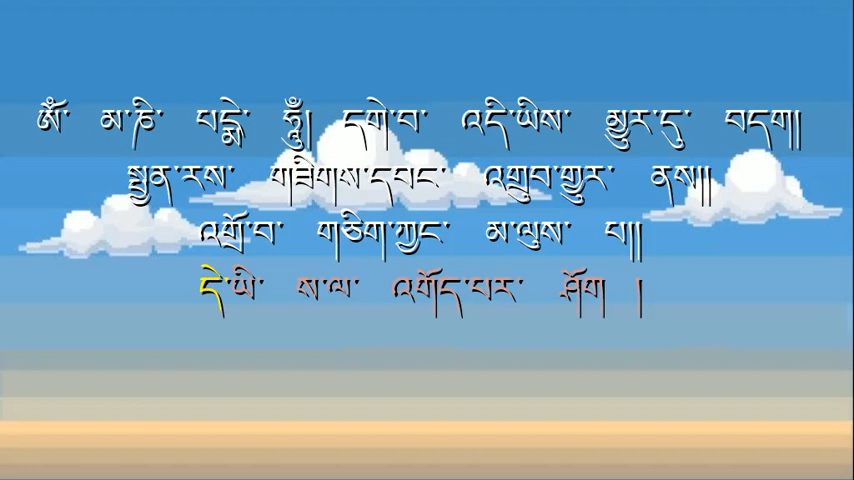 ༀ་ མ་ཎི་ པདྨེ་ ཧཱུྃ། དགེ་བ་ འདི་ཡིས་ མྱུར་དུ་ བདག།
སྤྱན་རས་ གཟིགས་དབང་ འགྲུབ་གྱུར་ ནས།།
འགྲོ་བ་ གཅིག་ཀྱང་ མ་ལུས་ པ།།
དེ་ཡི་ ས་ལ་ འགོད་པར་ ཤོག །